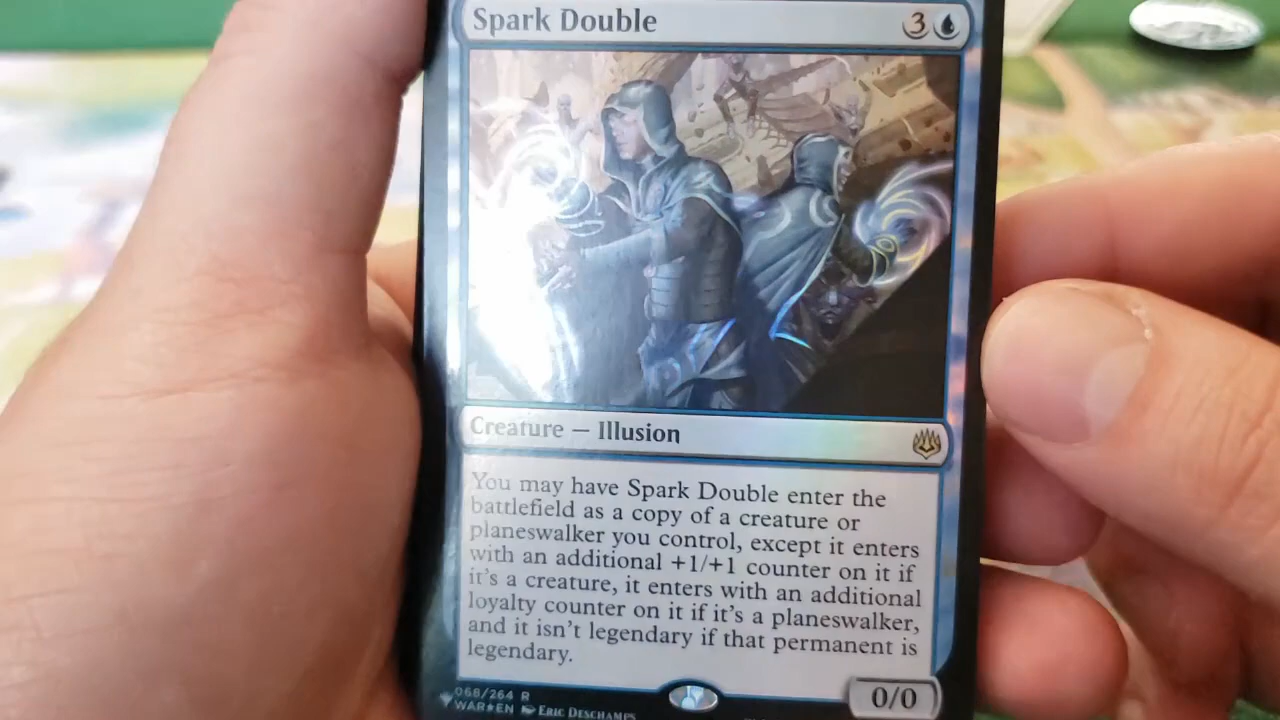 Spark Double 3
Creature — Illusion
You may have Spark Double enter the
battlefield as a copy of a creature or
planeswalker you control, except it enters
with an additional +1/+1 counter on it if
it's a creature, it enters with an additional
loyalty counter on it if it's a planeswalker,
and it isn't legendary if that permanent is
legendary.
0/0
068/264 R
WAR★EN ERIC DESCHAMPS